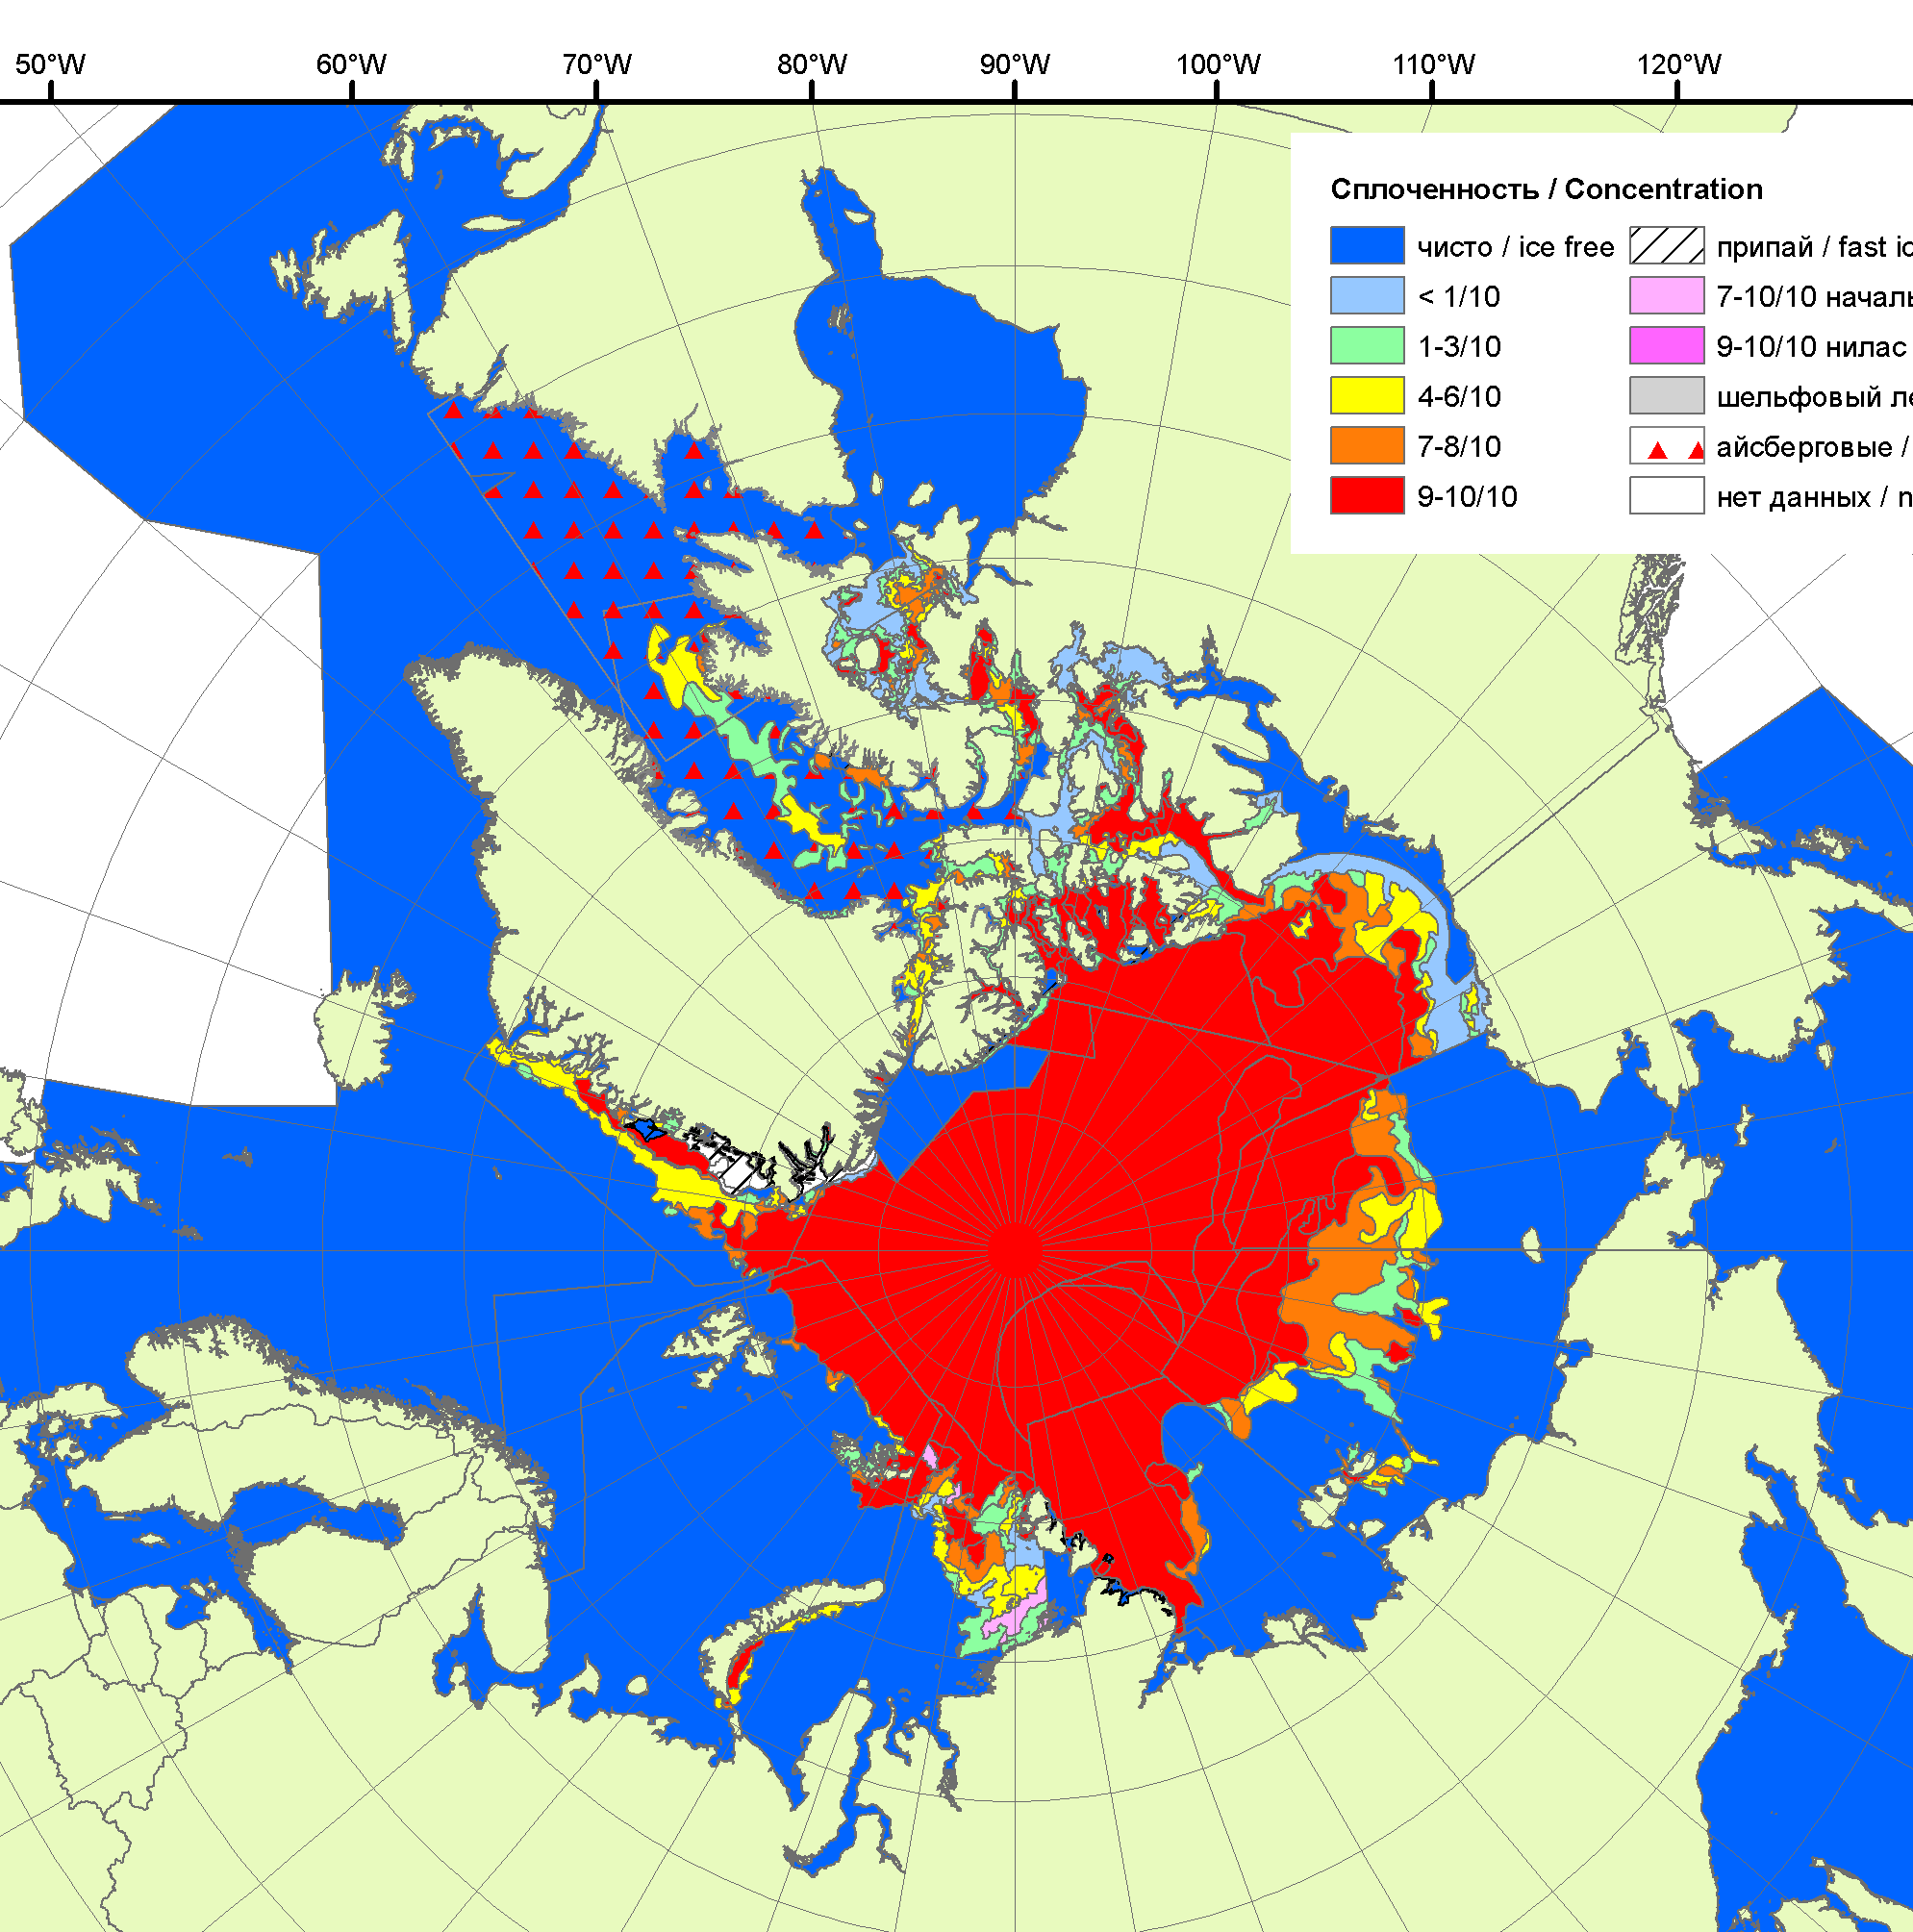 50°W 60°W 70°W 80°W 90°W 100°W 110°W 120°W
Сплоченность / Concentration
чисто / ice free
< 1/10
1-3/10
4-6/10
7-8/10
9-10/10
припай / fast ic
7-10/10 началь
9-10/10 нилас
шельфовый ле
айсберговые /
нет данных / n